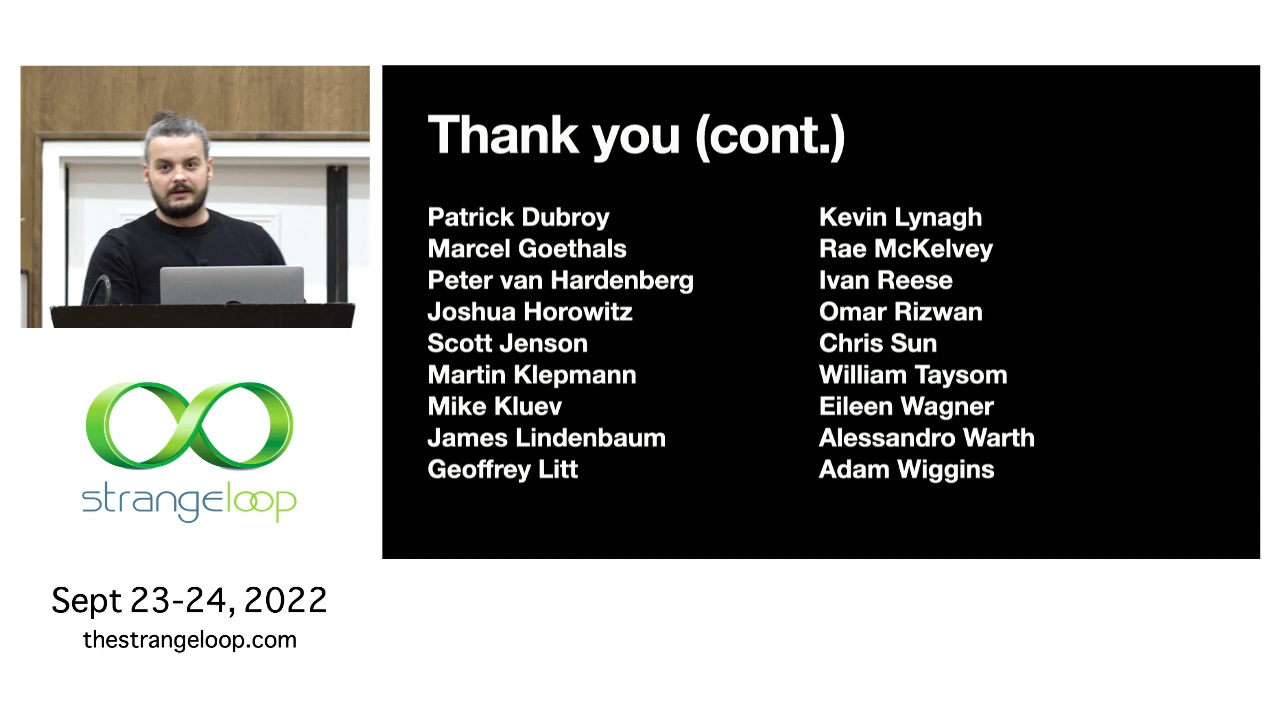 Thank you (cont.)
Patrick Dubroy
Marcel Goethals
Peter van Hardenberg
Joshua Horowitz
Scott Jenson
Martin Klepmann
Mike Kluev
James Lindenbaum
Geoffrey Litt
Kevin Lynagh
Rae McKelvey
Ivan Reese
Omar Rizwan
Chris Sun
William Taysom
Eileen Wagner
Alessandro Warth
Adam Wiggins
strangeloop
Sept 23-24, 2022
thestrangeloop.com